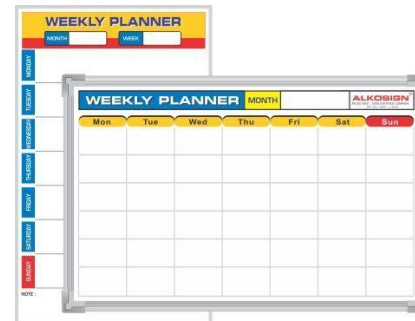 WEEKLY PLANNER
MONTH WEEK
MONDAY
TUESDAY
WEDNESDAY
THURSDAY
FRIDAY
SATURDAY
SUNDAY
NOTE :
WEEKLY PLANNER MONTH ALKOSIGN
Mon Tue Wed Thu Fri Sat Sun